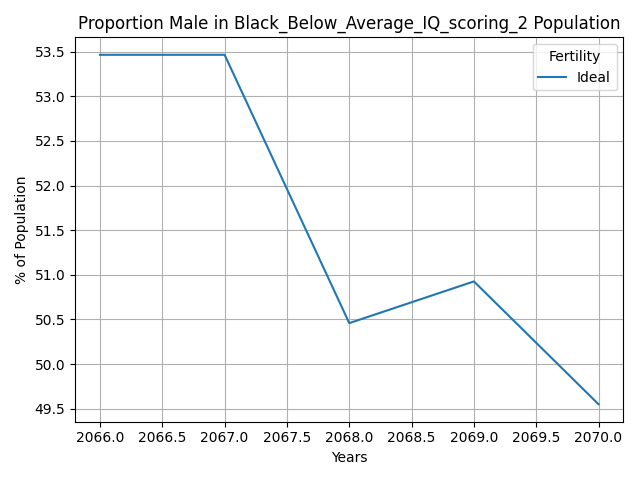 Proportion Male in Black_Below_Average_IQ_scoring_2 Population
Fertility
Ideal
% of Population
53.5
53.0
52.5
52.0
51.5
51.0
50.5
50.0
49.5
2066.0 2066.5 2067.0 2067.5 2068.0 2068.5 2069.0 2069.5 2070.0
Years